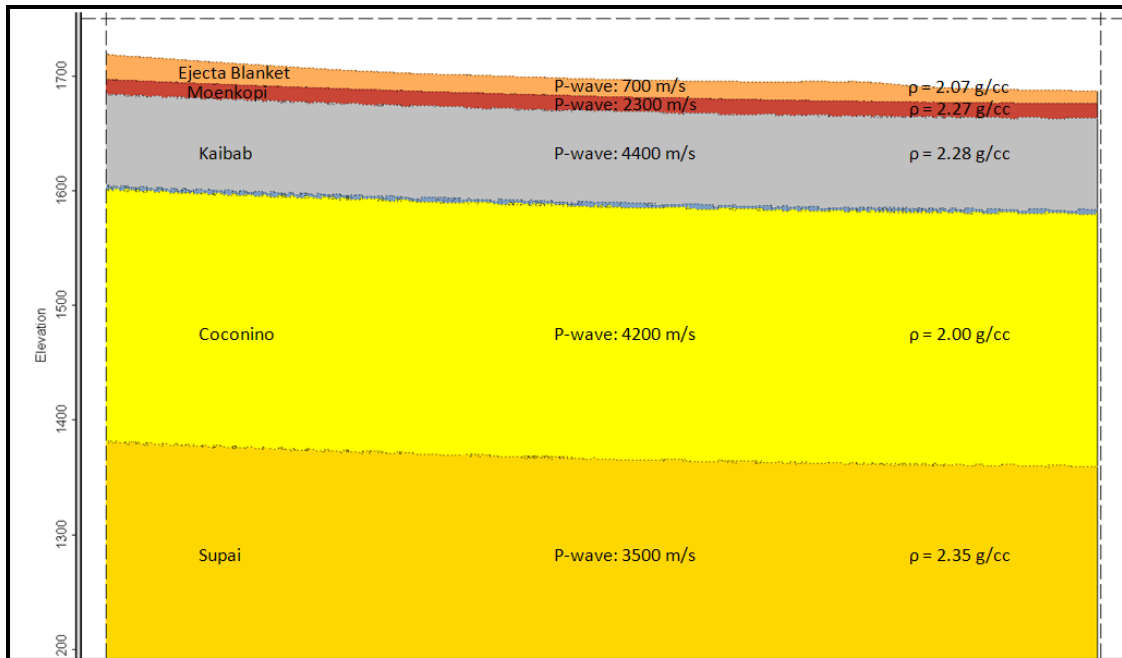 1700
Ejecta Blanket P-wave: 700 m/s ρ = 2.07 g/cc
Moenkopi P-wave: 2300 m/s ρ = 2.27 g/cc
Kaibab P-wave: 4400 m/s ρ = 2.28 g/cc
1600
1500
Elevation
Coconino P-wave: 4200 m/s ρ = 2.00 g/cc
1400
1300
Supai P-wave: 3500 m/s ρ = 2.35 g/cc
200